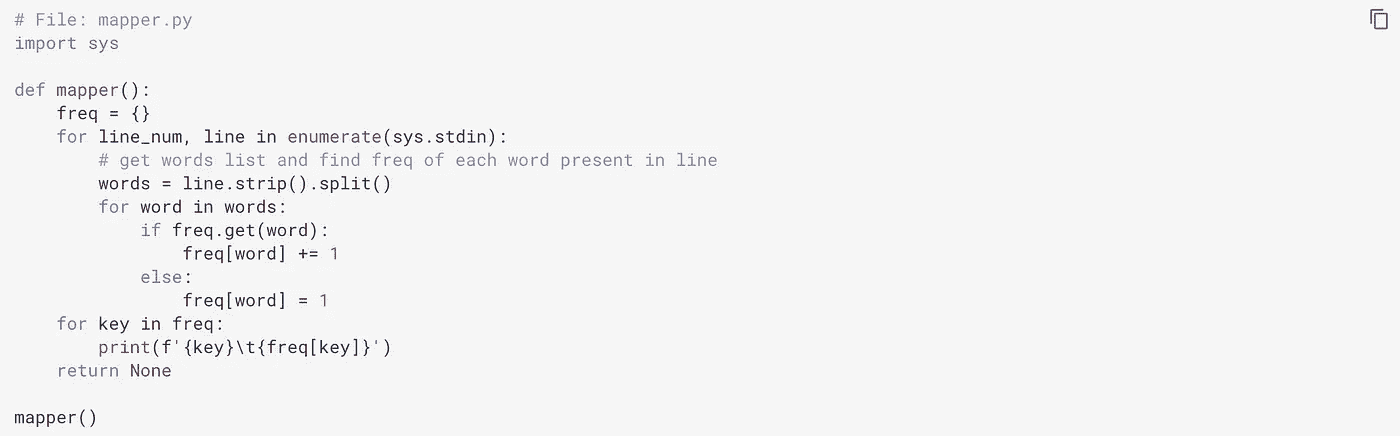 # File: mapper.py
import sys

def mapper():
    freq = {}
    for line_num, line in enumerate(sys.stdin):
        # get words list and find freq of each word present in line
        words = line.strip().split()
        for word in words:
            if freq.get(word):
                freq[word] += 1
            else:
                freq[word] = 1
    for key in freq:
        print(f'{key}\t{freq[key]}')
    return None

mapper()